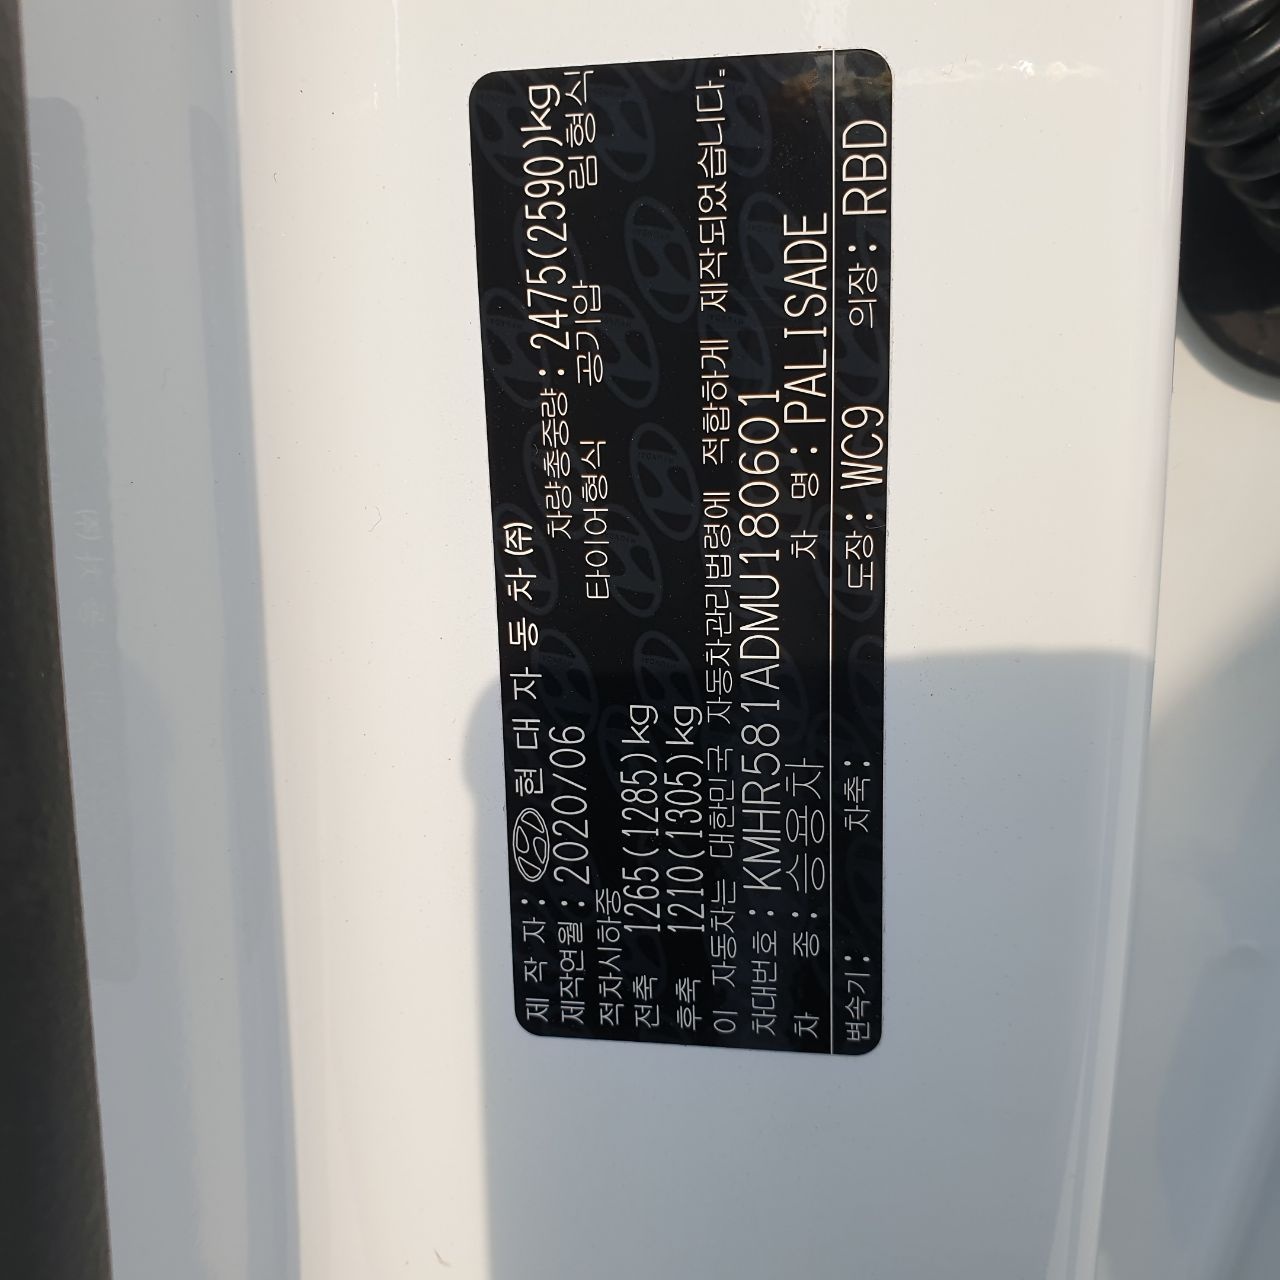 제 작 자: HYUNDAI 현 대 자 동 차 ㈜
제작연월: 2020/06 차량총중량: 2475(2590)kg
적차시하중 타이어형식 공기압 림형식
전축 1265(1285)kg
후축 1210(1305)kg
이 자동차는 대한민국 자동차관리법령에 적합하게 제작되었습니다.
차대번호: KMHR581ADMU180601
차 종: 승용차 차 명: PALISADE
변속기: 차축: 도장: WC9 의장: RBD